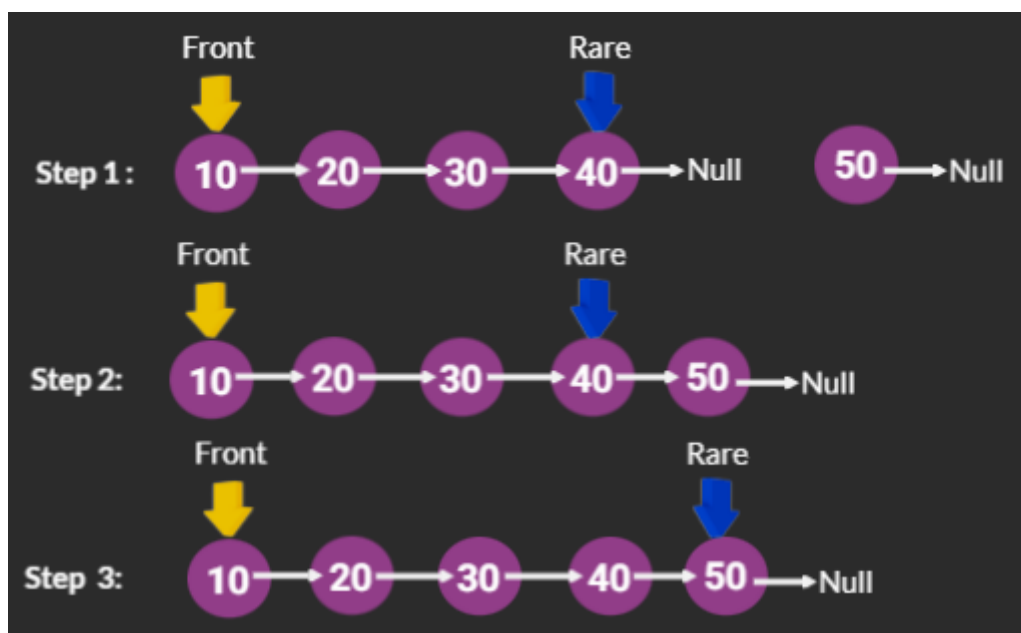 Front Rare
Step 1 : 10 20 30 40 Null 50 Null
Front Rare
Step 2: 10 20 30 40 50 Null
Front Rare
Step 3: 10 20 30 40 50 Null